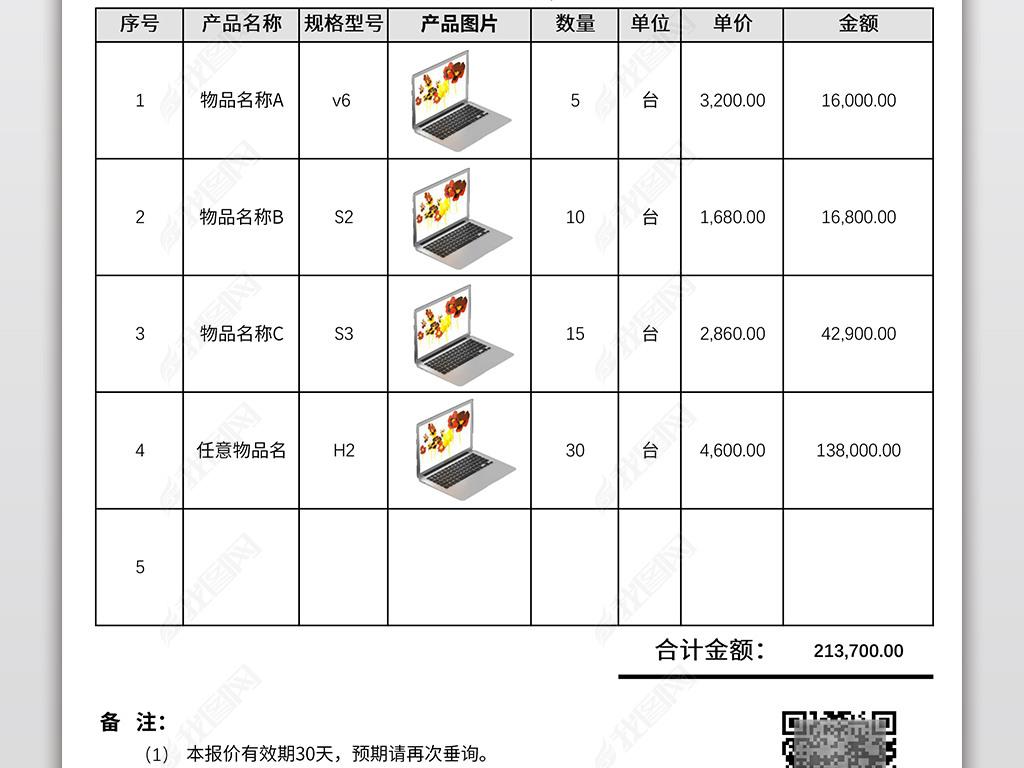 序号 产品名称 规格型号 产品图片 数量 单位 单价 金额
1 物品名称A v6 5 台 3,200.00 16,000.00
2 物品名称B S2 10 台 1,680.00 16,800.00
3 物品名称C S3 15 台 2,860.00 42,900.00
4 任意物品名 H2 30 台 4,600.00 138,000.00
5
合计金额： 213,700.00
备 注：
（1） 本报价有效期30天，预期请再次垂询。